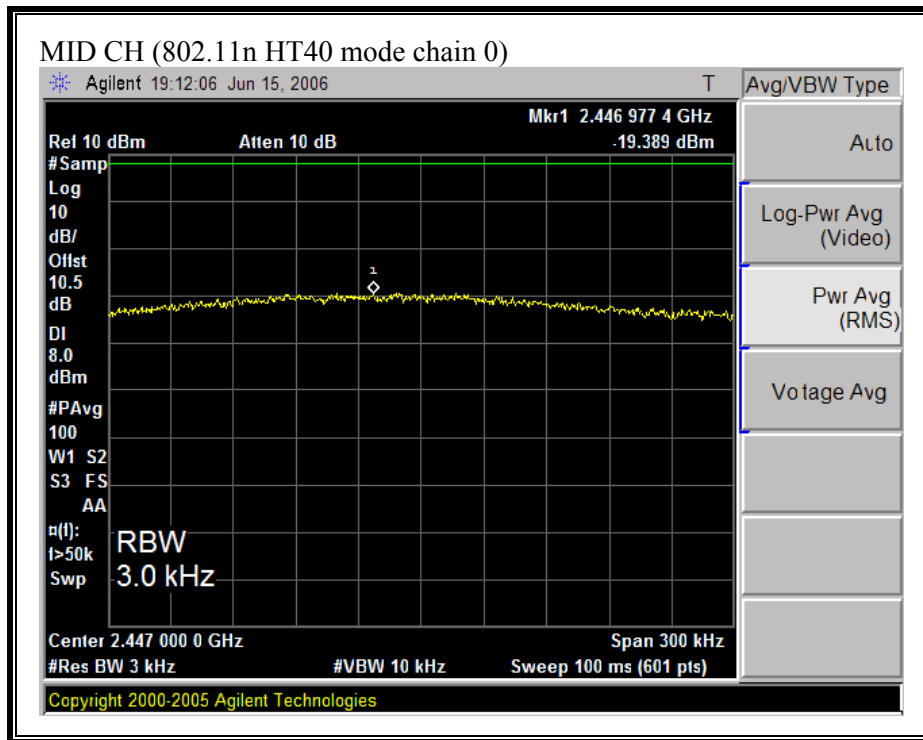 MID CH (802.11n HT40 mode chain 0)
Agilent 19:12:06 Jun 15, 2006 T
Mkr1 2.446 977 4 GHz
Ref 10 dBm Atten 10 dB -19.389 dBm
#Samp
Log
10
dB/
Offst
10.5
dB
DI
8.0
dBm
#PAvg
100
W1 S2
S3 FS
AA
¤(f):
f>50k
Swp
1
RBW
3.0 kHz
Center 2.447 000 0 GHz Span 300 kHz
#Res BW 3 kHz #VBW 10 kHz Sweep 100 ms (601 pts)
Copyright 2000-2005 Agilent Technologies
Avg/VBW Type
Auto
Log-Pwr Avg
(Video)
Pwr Avg
(RMS)
Vo tage Avg